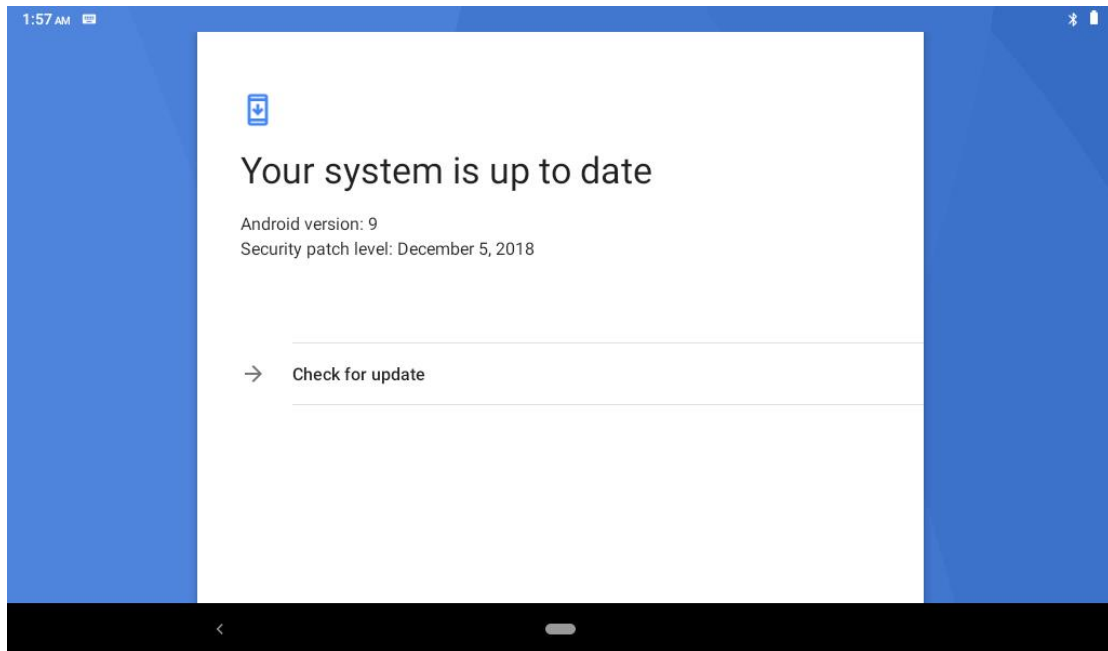 1:57 AM
Your system is up to date
Android version: 9
Security patch level: December 5, 2018
Check for update